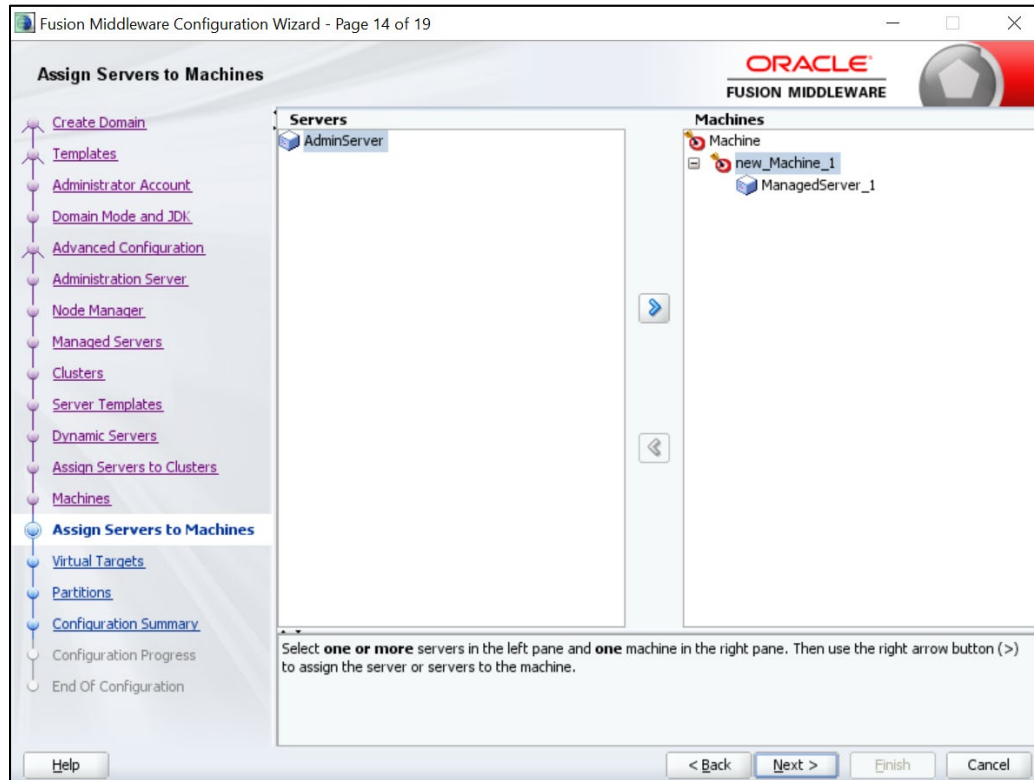 Fusion Middleware Configuration Wizard - Page 14 of 19
Assign Servers to Machines
ORACLE
FUSION MIDDLEWARE
Create Domain
Templates
Administrator Account
Domain Mode and JDK
Advanced Configuration
Administration Server
Node Manager
Managed Servers
Clusters
Server Templates
Dynamic Servers
Assign Servers to Clusters
Machines
Assign Servers to Machines
Virtual Targets
Partitions
Configuration Summary
Configuration Progress
End Of Configuration
Servers
AdminServer
Machines
Machine
new_Machine_1
ManagedServer_1
Select one or more servers in the left pane and one machine in the right pane. Then use the right arrow button (>)
to assign the server or servers to the machine.
Help
< Back
Next >
Finish
Cancel